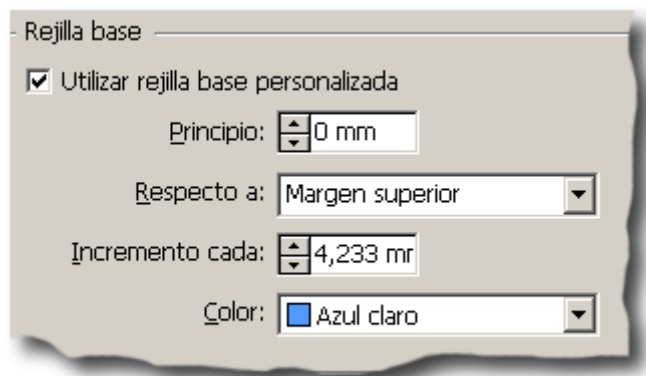 Rejilla base
Utilizar rejilla base personalizada
Principio: 0 mm
Respecto a: Margen superior
Incremento cada: 4,233 mr
Color: Azul claro